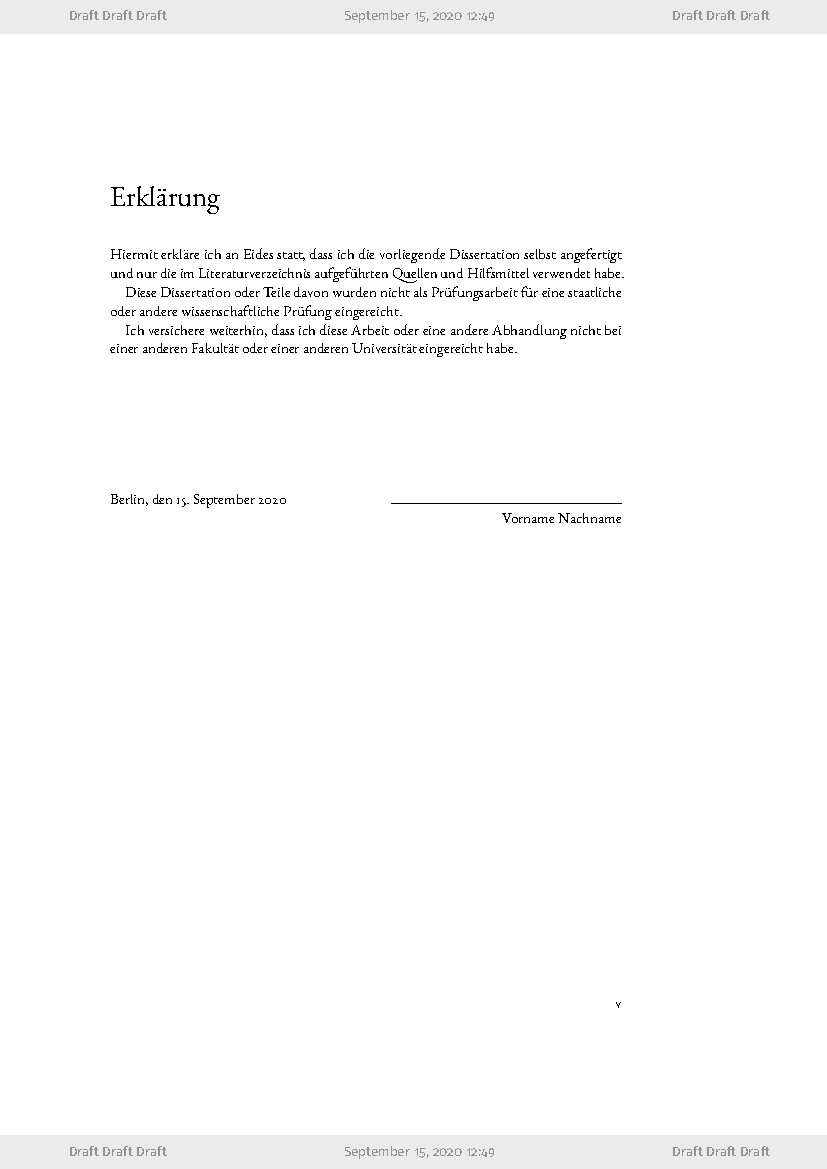 Draft Draft Draft September 15, 2020 12:49 Draft Draft Draft
Erklärung
Hiermit erkläre ich an Eides statt, dass ich die vorliegende Dissertation selbst angefertigt
und nur die im Literaturverzeichnis aufgeführten Quellen und Hilfsmittel verwendet habe.
Diese Dissertation oder Teile davon wurden nicht als Prüfungsarbeit für eine staatliche
oder andere wissenschaftliche Prüfung eingereicht.
Ich versichere weiterhin, dass ich diese Arbeit oder eine andere Abhandlung nicht bei
einer anderen Fakultät oder einer anderen Universität eingereicht habe.
Berlin, den 15. September 2020
Vorname Nachname
v
Draft Draft Draft September 15, 2020 12:49 Draft Draft Draft